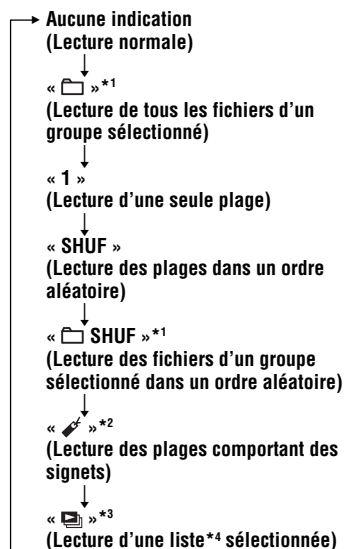 Aucune indication
(Lecture normale)
« »*1
(Lecture de tous les fichiers d'un
groupe sélectionné)
« 1 »
(Lecture d'une seule plage)
« SHUF »
(Lecture des plages dans un ordre
aléatoire)
« SHUF »*1
(Lecture des fichiers d'un groupe
sélectionné dans un ordre aléatoire)
« »*2
(Lecture des plages comportant des
signets)
« »*3
(Lecture d'une liste*4 sélectionnée)